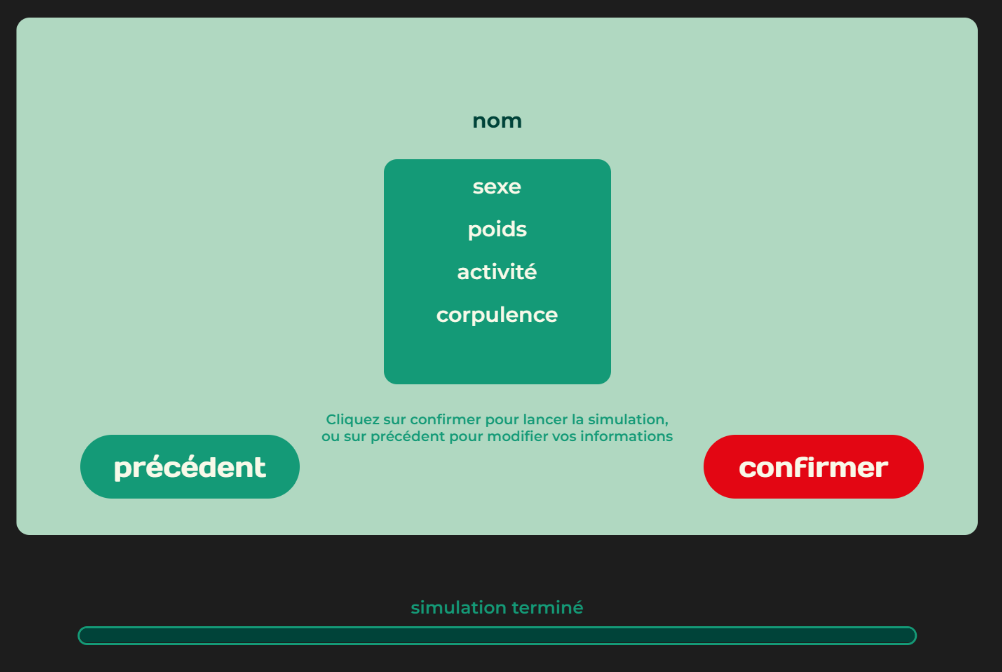 nom
sexe
poids
activité
corpulence
Cliquez sur confirmer pour lancer la simulation,
ou sur précédent pour modifier vos informations
précédent
confirmer
simulation terminé